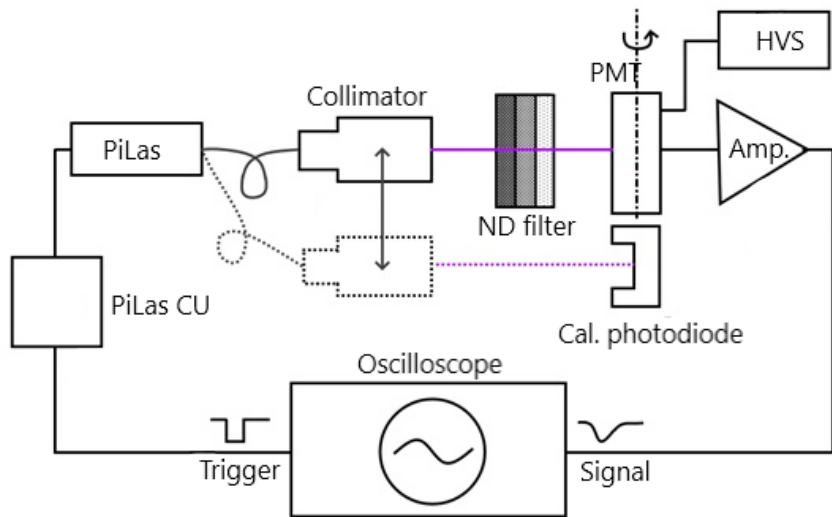 HVS
PMT
Collimator
PiLas
Amp.
ND filter
PiLas CU
Cal. photodiode
Oscilloscope
Trigger
Signal